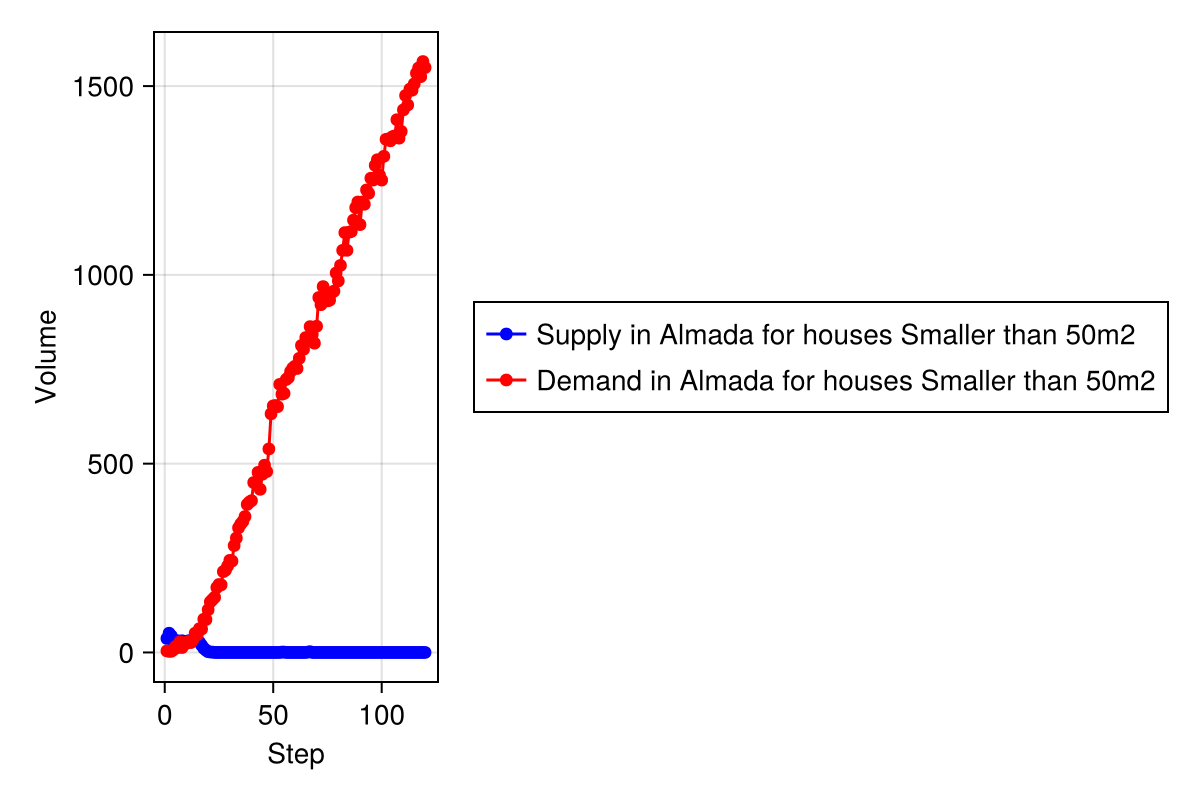 1500
1000
500
0
Volume
0 50 100
Step
Supply in Almada for houses Smaller than 50m2
Demand in Almada for houses Smaller than 50m2